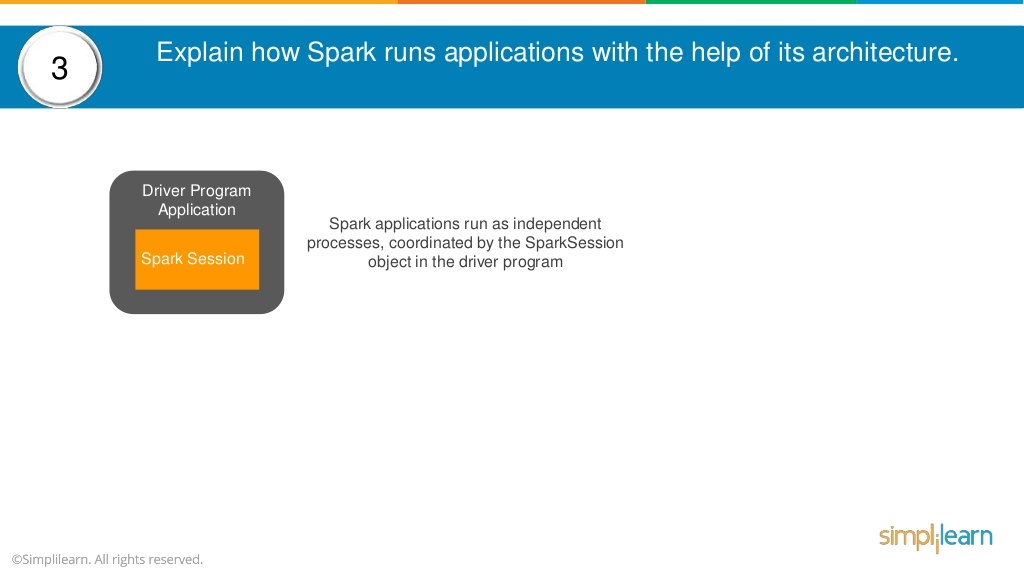 3
Explain how Spark runs applications with the help of its architecture.
Driver Program
Application
Spark Session
Spark applications run as independent
processes, coordinated by the SparkSession
object in the driver program
simplilearn
©Simplilearn. All rights reserved.